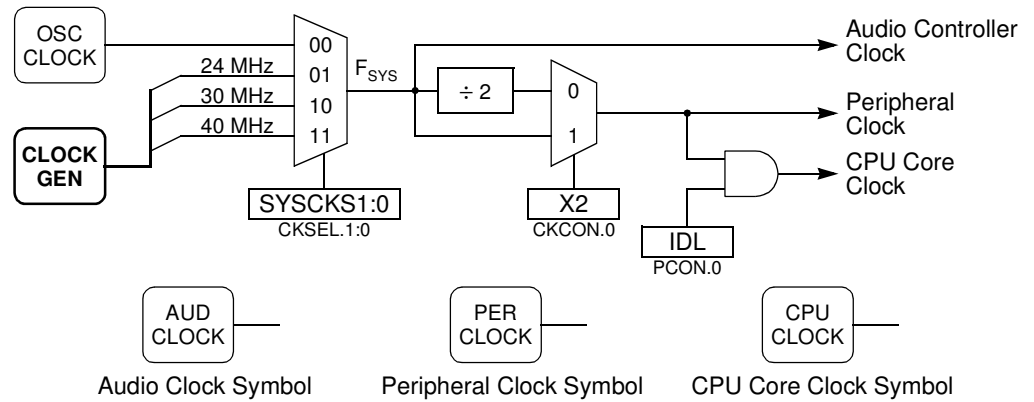 OSC
CLOCK
00
24 MHz
01
30 MHz
10
40 MHz
11
CLOCK
GEN
SYSCKS1:0
CKSEL.1:0
FSYS
÷ 2
0
1
X2
CKCON.0
IDL
PCON.0
Audio Controller
Clock
Peripheral
Clock
CPU Core
Clock
AUD
CLOCK
Audio Clock Symbol
PER
CLOCK
Peripheral Clock Symbol
CPU
CLOCK
CPU Core Clock Symbol